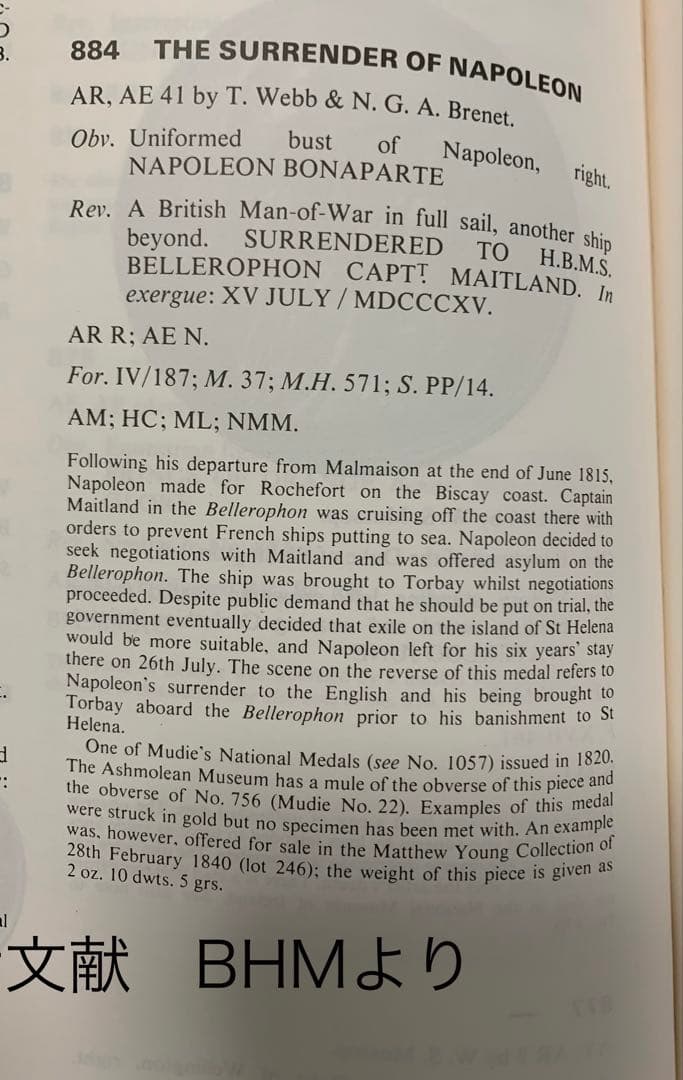 884 THE SURRENDER OF NAPOLEON
AR, AE 41 by T. Webb & N. G. A. Brenet.
Obv. Uniformed bust of Napoleon, right.
NAPOLEON BONAPARTE
Rev. A British Man-of-War in full sail, another ship
beyond. SURRENDERED TO H.B.M.S.
BELLEROPHON CAPTT. MAITLAND. In
exergue: XV JULY / MDCCCXV.
AR R; AE N.
For. IV/187; M. 37; M.H. 571; S. PP/14.
AM; HC; ML; NMM.
Following his departure from Malmaison at the end of June 1815,
Napoleon made for Rochefort on the Biscay coast. Captain
Maitland in the Bellerophon was cruising off the coast there with
orders to prevent French ships putting to sea. Napoleon decided to
seek negotiations with Maitland and was offered asylum on the
Bellerophon. The ship was brought to Torbay whilst negotiations
proceeded. Despite public demand that he should be put on trial, the
government eventually decided that exile on the island of St Helena
would be more suitable, and Napoleon left for his six years' stay
there on 26th July. The scene on the reverse of this medal refers to
Napoleon's surrender to the English and his being brought to
Torbay aboard the Bellerophon prior to his banishment to St
Helena.
One of Mudie's National Medals (see No. 1057) issued in 1820.
The Ashmolean Museum has a mule of the obverse of this piece and
the obverse of No. 756 (Mudie No. 22). Examples of this medal
were struck in gold but no specimen has been met with. An example
was, however, offered for sale in the Matthew Young Collection of
28th February 1840 (lot 246); the weight of this piece is given as
2 oz. 10 dwts. 5 grs.
文献 BHMより